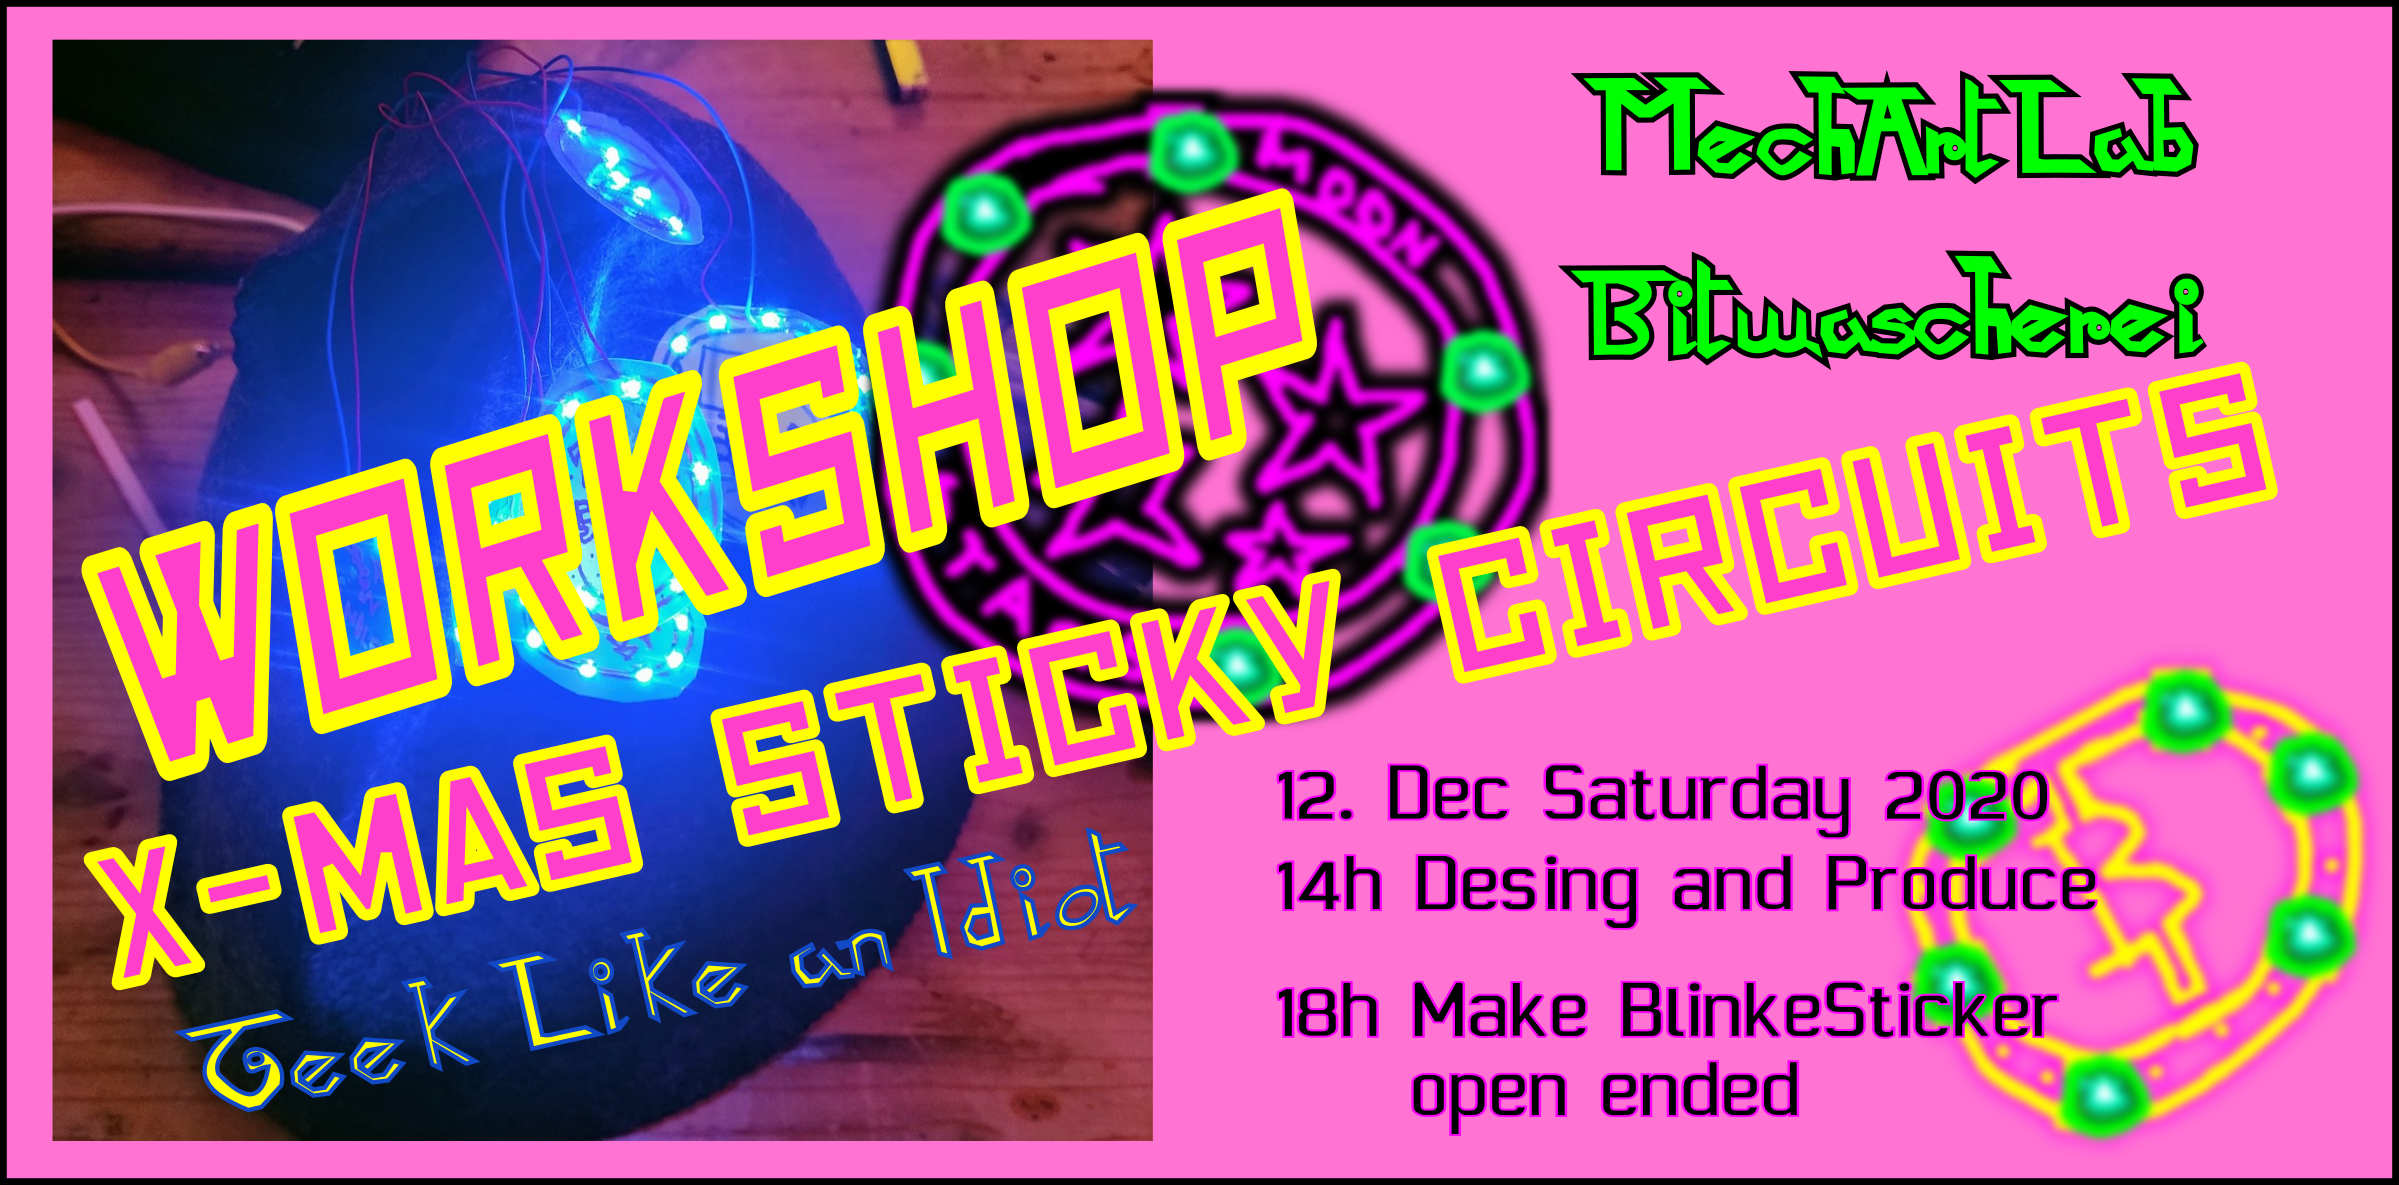 MechArtLab
Bitwascherei
MOON
WORKSHOP
X-MAS STICKY CIRCUITS
Geek Like an Idiot
12. Dec Saturday 2020
14h Desing and Produce
18h Make BlinkeSticker
open ended